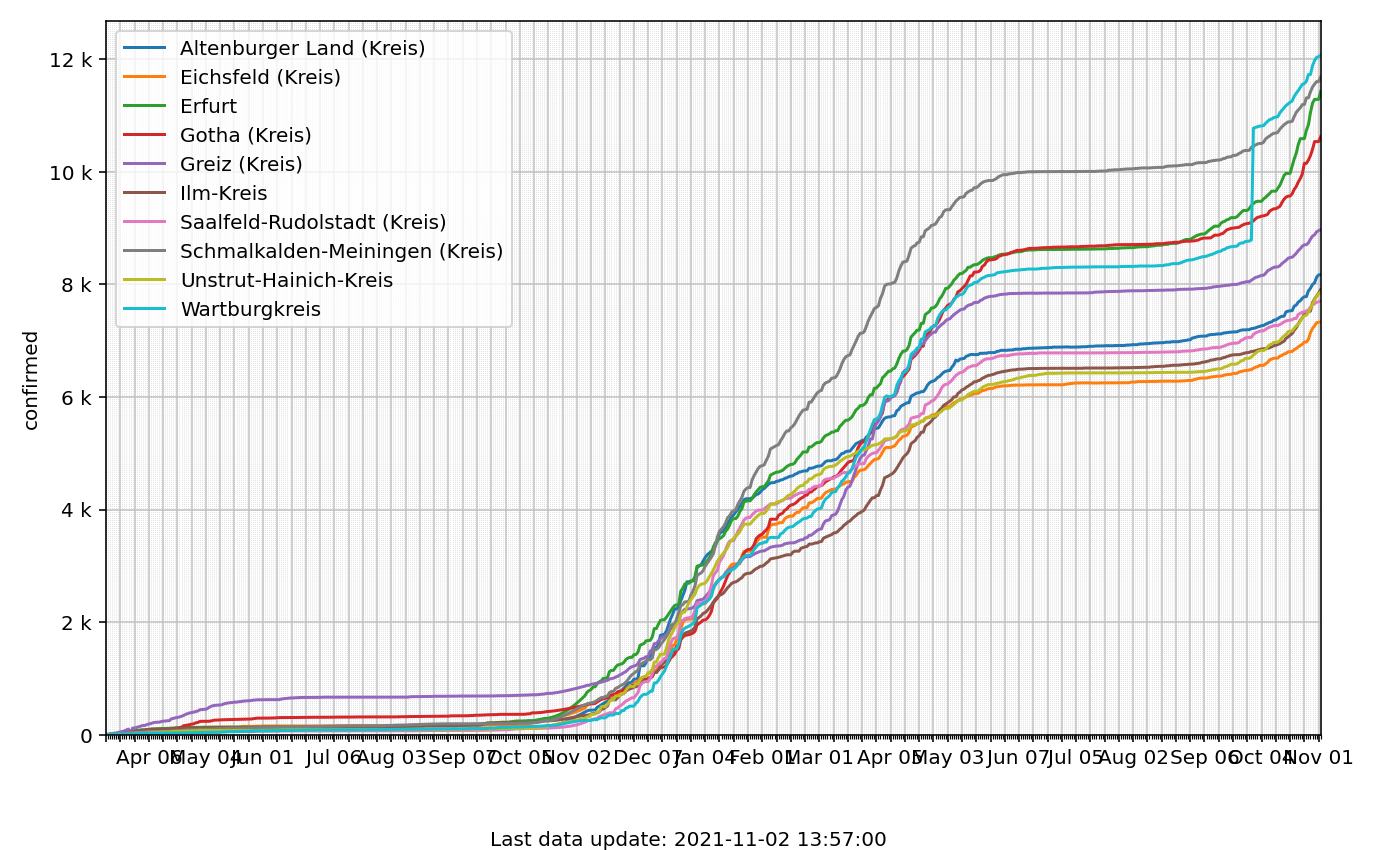 12 k
10 k
8 k
6 k
4 k
2 k
0
confirmed
Altenburger Land (Kreis)
Eichsfeld (Kreis)
Erfurt
Gotha (Kreis)
Greiz (Kreis)
Ilm-Kreis
Saalfeld-Rudolstadt (Kreis)
Schmalkalden-Meiningen (Kreis)
Unstrut-Hainich-Kreis
Wartburgkreis
Apr 06 May 04 Jun 01 Jul 06 Aug 03 Sep 07 Oct 05 Nov 02 Dec 07 Jan 04 Feb 01 Mar 01 Apr 05 May 03 Jun 07 Jul 05 Aug 02 Sep 06 Oct 04 Nov 01
Last data update: 2021-11-02 13:57:00